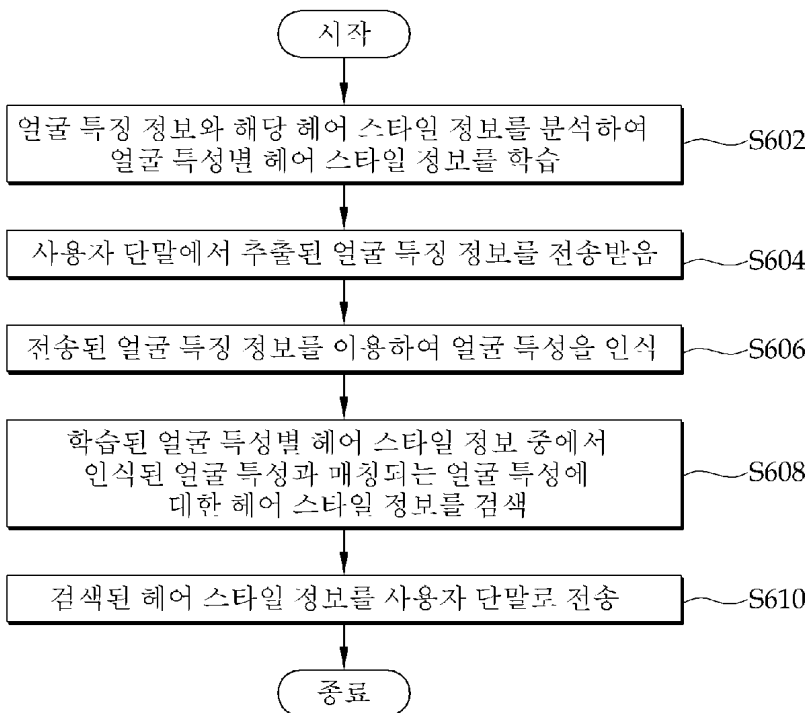 시작
얼굴 특징 정보와 해당 헤어 스타일 정보를 분석하여
얼굴 특성별 헤어 스타일 정보를 학습
S602
사용자 단말에서 추출된 얼굴 특징 정보를 전송받음
S604
전송된 얼굴 특징 정보를 이용하여 얼굴 특성을 인식
S606
학습된 얼굴 특성별 헤어 스타일 정보 중에서
인식된 얼굴 특성과 매칭되는 얼굴 특성에
대한 헤어 스타일 정보를 검색
S608
검색된 헤어 스타일 정보를 사용자 단말로 전송
S610
종료